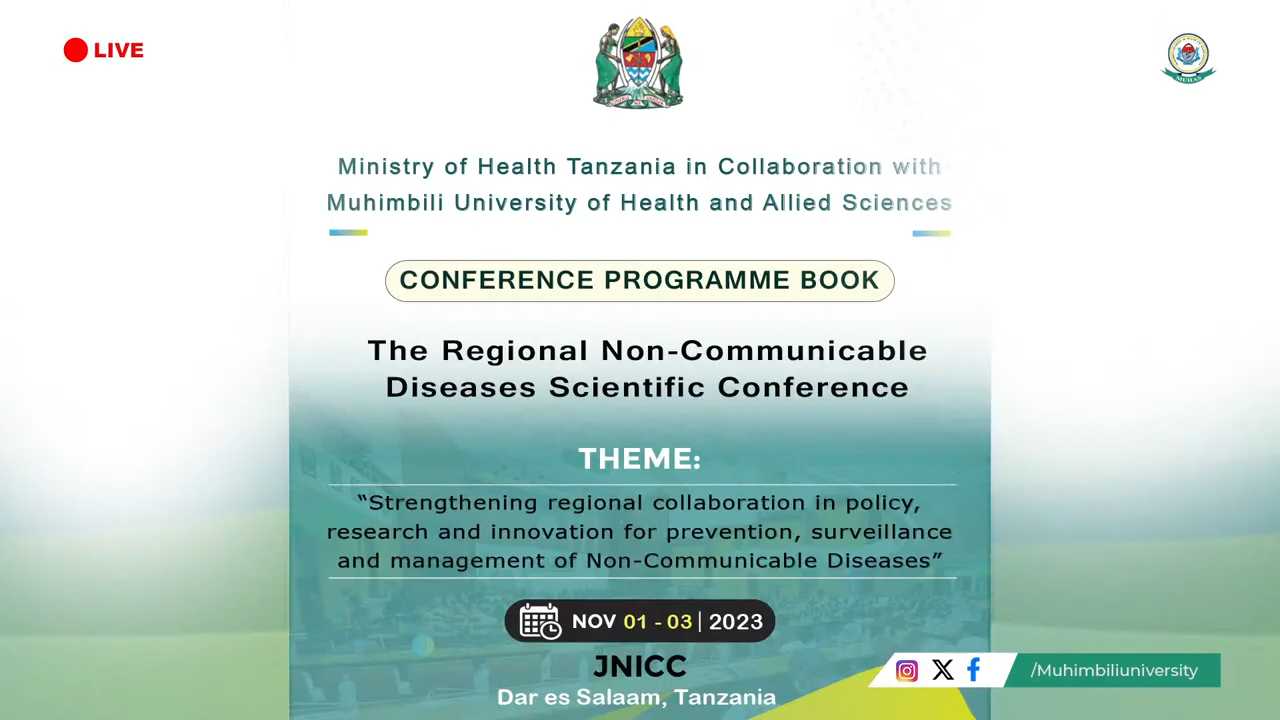 LIVE
MUHAS
Ministry of Health Tanzania in Collaboration with
Muhimbili University of Health and Allied Sciences
CONFERENCE PROGRAMME BOOK
The Regional Non-Communicable
Diseases Scientific Conference
THEME:
“Strengthening regional collaboration in policy,
research and innovation for prevention, surveillance
and management of Non-Communicable Diseases”
NOV 01 - 03 | 2023
JNICC
Dar es Salaam, Tanzania
/Muhimbiliuniversity